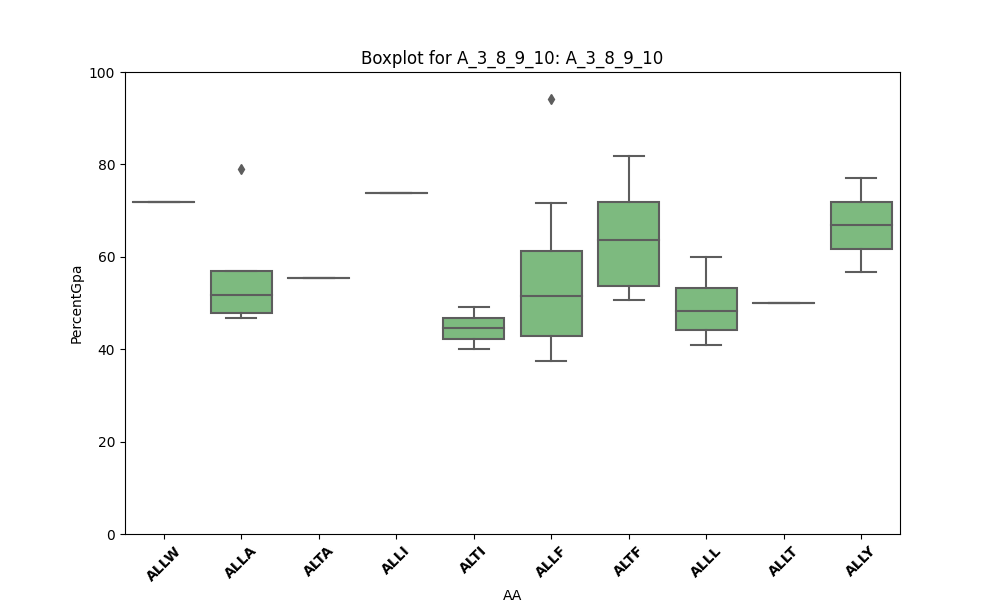 Boxplot for A_3_8_9_10: A_3_8_9_10
100
80
60
40
20
0
PercentGpa
ALLW ALLA ALTA ALLI ALTI ALLF ALTF ALLL ALLT ALLY
AA